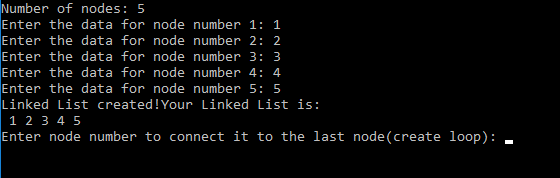 Number of nodes: 5
Enter the data for node number 1: 1
Enter the data for node number 2: 2
Enter the data for node number 3: 3
Enter the data for node number 4: 4
Enter the data for node number 5: 5
Linked List created!Your Linked List is:
 1 2 3 4 5
Enter node number to connect it to the last node(create loop):